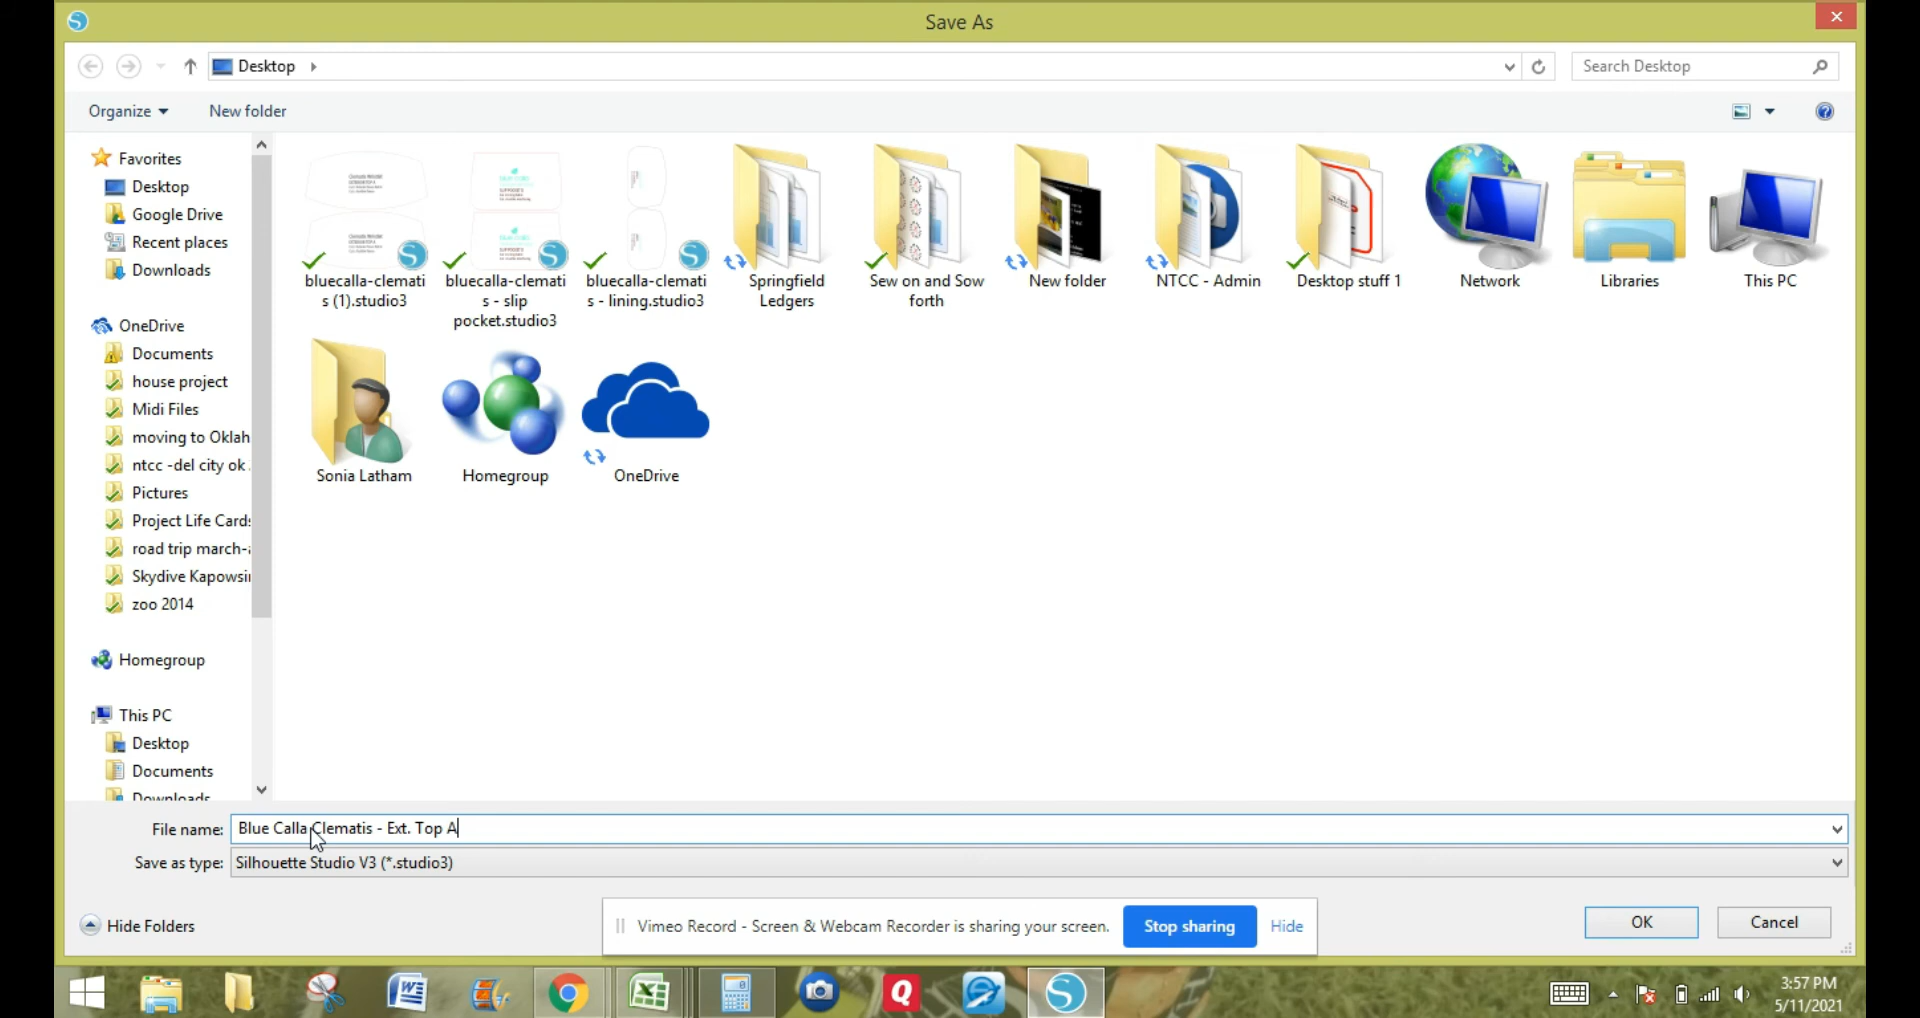 Save As
Desktop
Search Desktop
Organize
New folder
Favorites
Desktop
Google Drive
Recent places
Downloads
OneDrive
Documents
house project
Midi Files
moving to Oklah
ntcc -del city ok
Pictures
Project Life Cards
road trip march-
Skydive Kapowsi
zoo 2014
Homegroup
This PC
Desktop
Documents
Downloads
bluecalla-clemati
s (1).studio3
bluecalla-clemati
s - slip
pocket.studio3
bluecalla-clemati
s - lining.studio3
Springfield
Ledgers
Sew on and Sow
forth
New folder
NTCC - Admin
Desktop stuff 1
Network
Libraries
This PC
Sonia Latham
Homegroup
OneDrive
File name: Blue Calla Clematis - Ext. Top A
Save as type: Silhouette Studio V3 (*.studio3)
Hide Folders
Vimeo Record - Screen & Webcam Recorder is sharing your screen.
Stop sharing
Hide
OK
Cancel
3:57 PM
5/11/2021